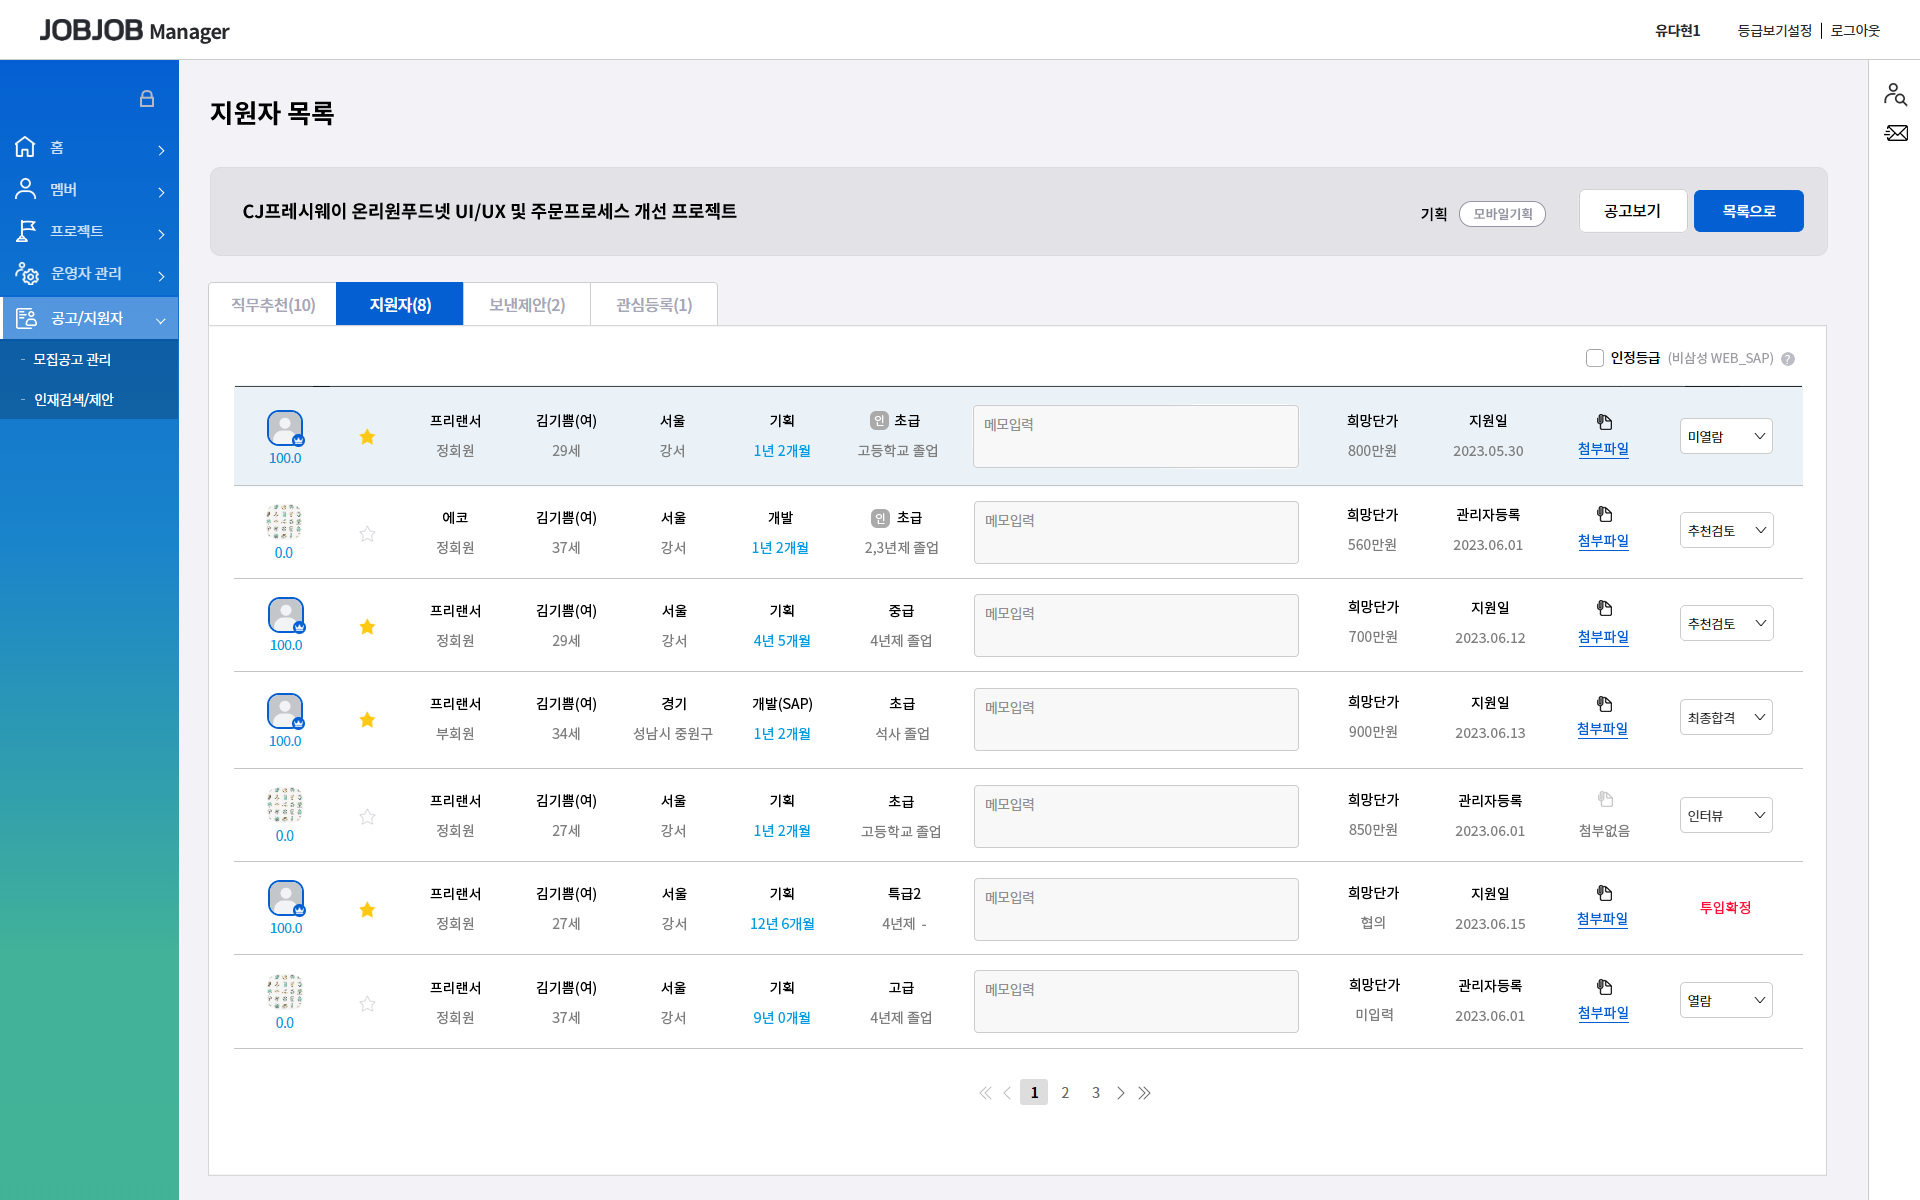 JOBJOB Manager
유다현1
등급보기설정 | 로그아웃
홈
멤버
프로젝트
운영자 관리
공고/지원자
- 모집공고 관리
- 인재검색/제안
지원자 목록
CJ프레시웨이 온리원푸드넷 UI/UX 및 주문프로세스 개선 프로젝트
기획 모바일기획 공고보기 목록으로
직무추천(10) 지원자(8) 보낸제안(2) 관심등록(1)
인정등급 (비삼성 WEB_SAP) ?
프리랜서 김기쁨(여) 서울 기획 인 초급 메모입력 희망단가 지원일 미열람
100.0 정회원 29세 강서 1년 2개월 고등학교 졸업 800만원 2023.05.30 첨부파일
에코 김기쁨(여) 서울 개발 인 초급 메모입력 희망단가 관리자등록 추천검토
0.0 정회원 37세 강서 1년 2개월 2,3년제 졸업 560만원 2023.06.01 첨부파일
프리랜서 김기쁨(여) 서울 기획 중급 메모입력 희망단가 지원일 추천검토
100.0 정회원 29세 강서 4년 5개월 4년제 졸업 700만원 2023.06.12 첨부파일
프리랜서 김기쁨(여) 경기 개발(SAP) 초급 메모입력 희망단가 지원일 최종합격
100.0 부회원 34세 성남시 중원구 1년 2개월 석사 졸업 900만원 2023.06.13 첨부파일
프리랜서 김기쁨(여) 서울 기획 초급 메모입력 희망단가 관리자등록 인터뷰
0.0 정회원 27세 강서 1년 2개월 고등학교 졸업 850만원 2023.06.01 첨부없음
프리랜서 김기쁨(여) 서울 기획 특급2 메모입력 희망단가 지원일 투입확정
100.0 정회원 27세 강서 12년 6개월 4년제 - 협의 2023.06.15 첨부파일
프리랜서 김기쁨(여) 서울 기획 고급 메모입력 희망단가 관리자등록 열람
0.0 정회원 37세 강서 9년 0개월 4년제 졸업 미입력 2023.06.01 첨부파일
1 2 3